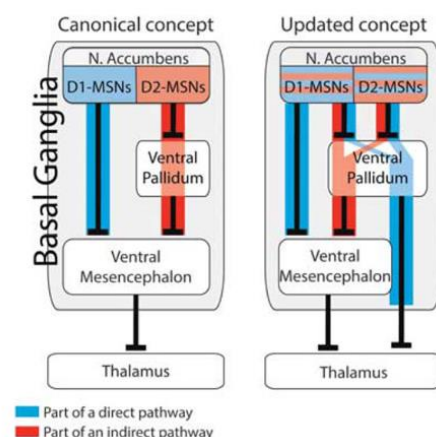 Canonical concept
Updated concept
Basal Ganglia
N. Accumbens
D1-MSNs
D2-MSNs
Ventral
Pallidum
Ventral
Mesencephalon
Thalamus
N. Accumbens
D1-MSNs
D2-MSNs
Ventral
Pallidum
Ventral
Mesencephalon
Thalamus
Part of a direct pathway
Part of an indirect pathway